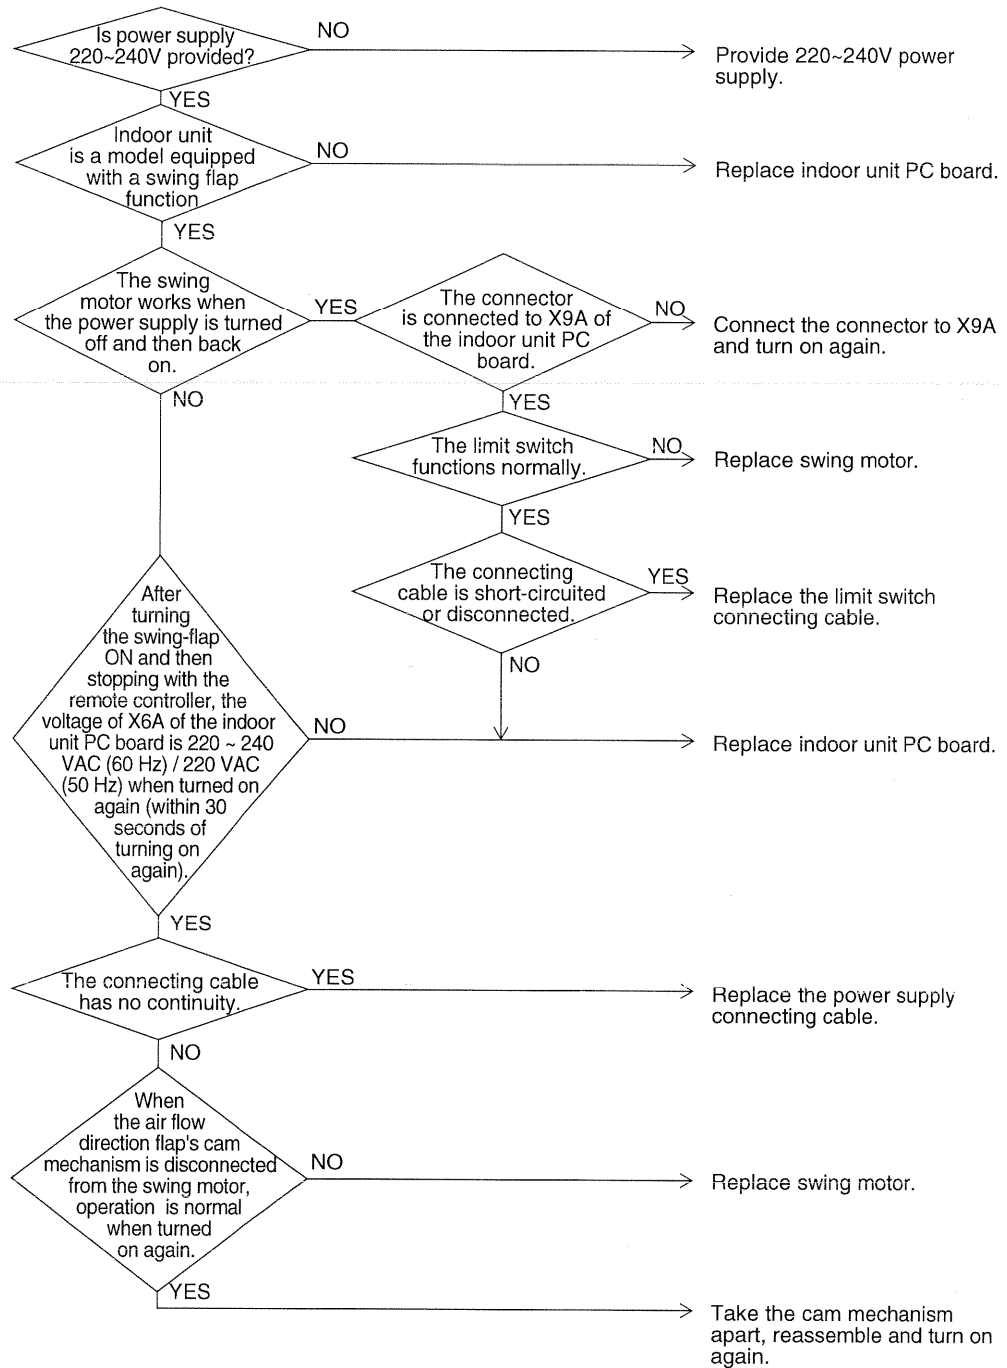 Is power supply
220~240V provided?
NO
Provide 220~240V power
supply.
YES
Indoor unit
is a model equipped
with a swing flap
function
NO
Replace indoor unit PC board.
YES
The swing
motor works when
the power supply is turned
off and then back
on.
YES
The connector
is connected to X9A of
the indoor unit PC
board.
NO
Connect the connector to X9A
and turn on again.
NO
YES
The limit switch
functions normally.
NO
Replace swing motor.
YES
The connecting
cable is short-circuited
or disconnected.
YES
Replace the limit switch
connecting cable.
NO
After
turning
the swing-flap
ON and then
stopping with the
remote controller, the
voltage of X6A of the indoor
unit PC board is 220 ~ 240
VAC (60 Hz) / 220 VAC
(50 Hz) when turned on
again (within 30
seconds of
turning on
again).
NO
Replace indoor unit PC board.
YES
The connecting cable
has no continuity.
YES
Replace the power supply
connecting cable.
NO
When
the air flow
direction flap's cam
mechanism is disconnected
from the swing motor,
operation is normal
when turned
on again.
NO
Replace swing motor.
YES
Take the cam mechanism
apart, reassemble and turn on
again.